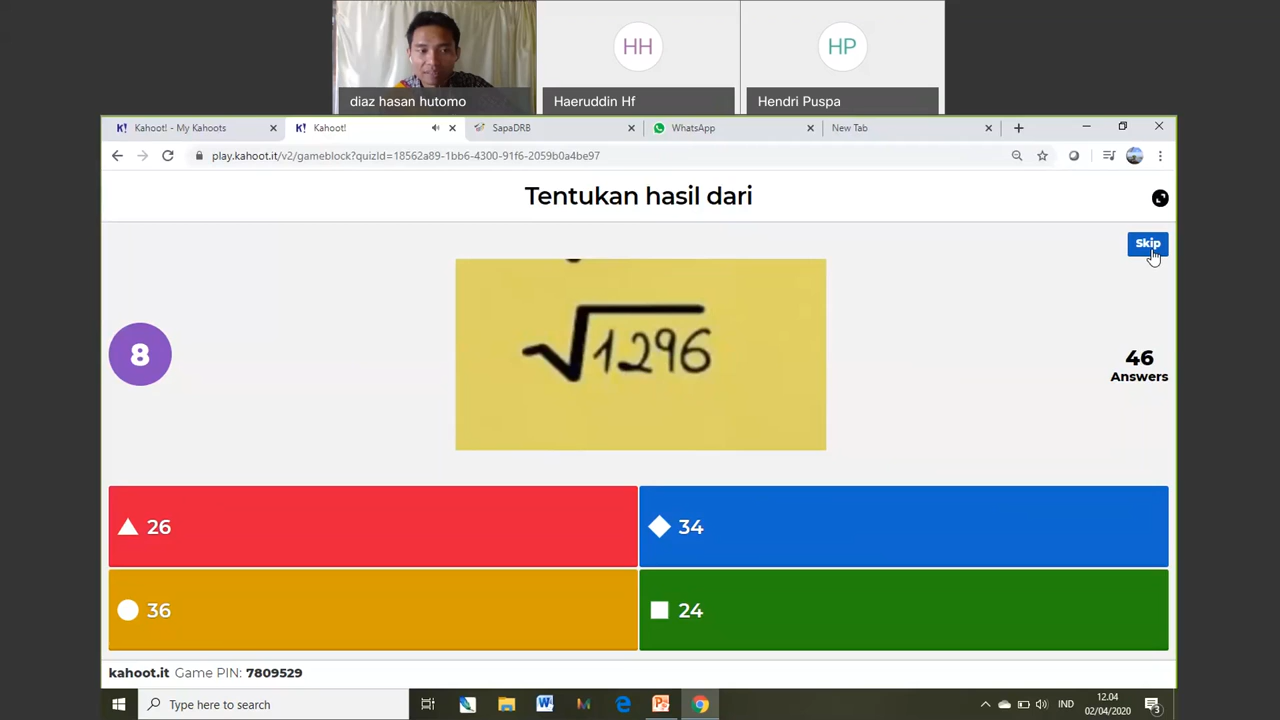 HH
HP
diaz hasan hutomo
Haeruddin Hf
Hendri Puspa
K! Kahoot! - My Kahoots
K! Kahoot!
SapaDRB
WhatsApp
New Tab
play.kahoot.it/v2/gameblock?quizId=18562a89-1bb6-4300-91f6-2059b0a4be97
Tentukan hasil dari
Skip
√1296
8
46
Answers
26
34
36
24
kahoot.it Game PIN: 7809529
Type here to search
IND
12.04
02/04/2020
3